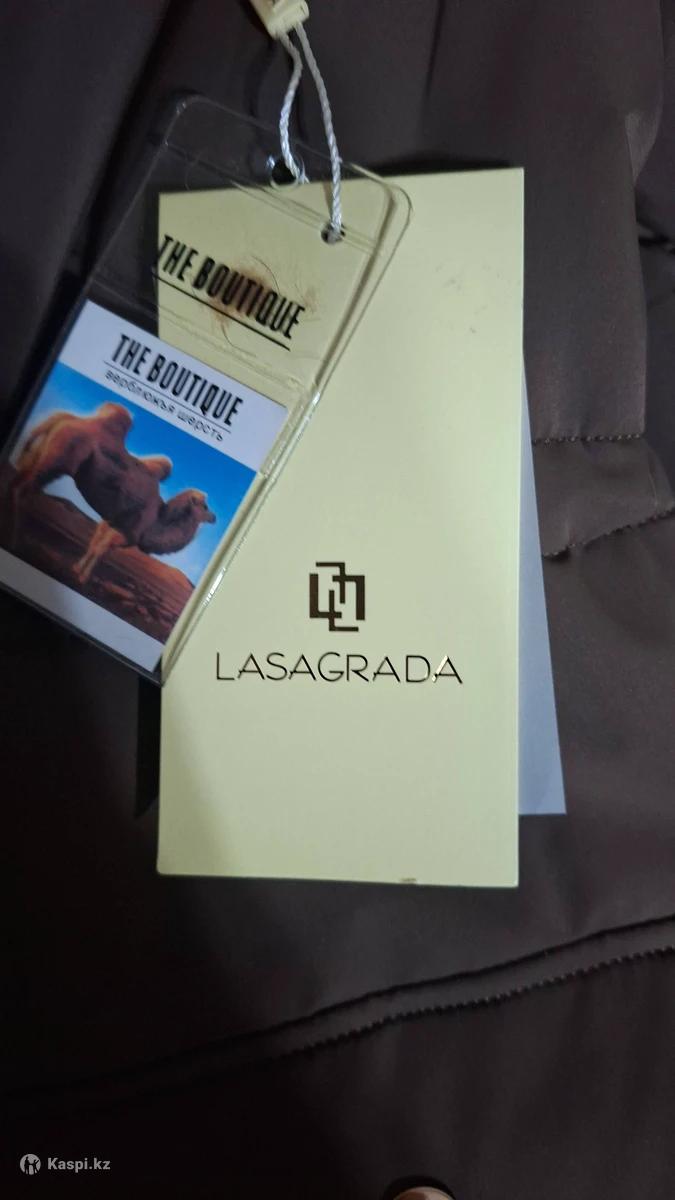 THE BOUTIQUE
THE BOUTIQUE
верблюжья шерсть
LASAGRADA
Kaspi.kz